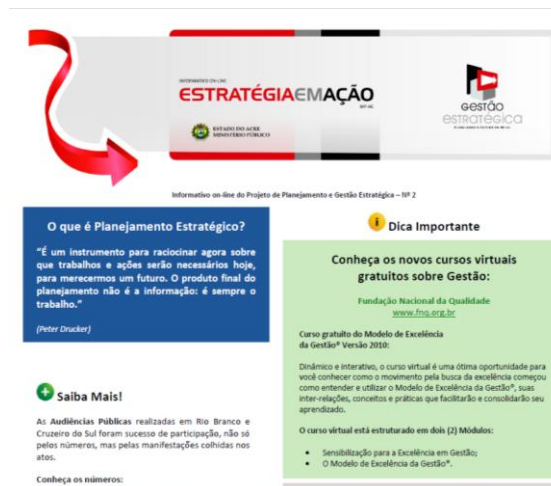 INFORMATIVO ON-LINE
ESTRATÉGIAEMAÇÃO
MP-AC
ESTADO DO ACRE
MINISTÉRIO PÚBLICO
GESTÃO
ESTRATÉGICA
Informativo on-line do Projeto de Planejamento e Gestão Estratégica – Nº 2
O que é Planejamento Estratégico?
“É um instrumento para raciocinar agora sobre
que trabalhos e ações serão necessários hoje,
para merecermos um futuro. O produto final do
planejamento não é a informação: é sempre o
trabalho.”
(Peter Drucker)
Saiba Mais!
As Audiências Públicas realizadas em Rio Branco e
Cruzeiro do Sul foram sucesso de participação, não só
pelos números, mas pelas manifestações colhidas nos
atos.
Conheça os números:
i Dica Importante
Conheça os novos cursos virtuais
gratuitos sobre Gestão:
Fundação Nacional da Qualidade
www.fnq.org.br
Curso gratuito do Modelo de Excelência
da Gestão® Versão 2010:
Dinâmico e interativo, o curso virtual é uma ótima oportunidade para
você conhecer como o movimento pela busca da excelência começou
como entender e utilizar o Modelo de Excelência da Gestão®, suas
inter-relações, conceitos e práticas que facilitarão e consolidarão seu
aprendizado.
O curso virtual está estruturado em dois (2) Módulos:
• Sensibilização para a Excelência em Gestão;
• O Modelo de Excelência da Gestão®.